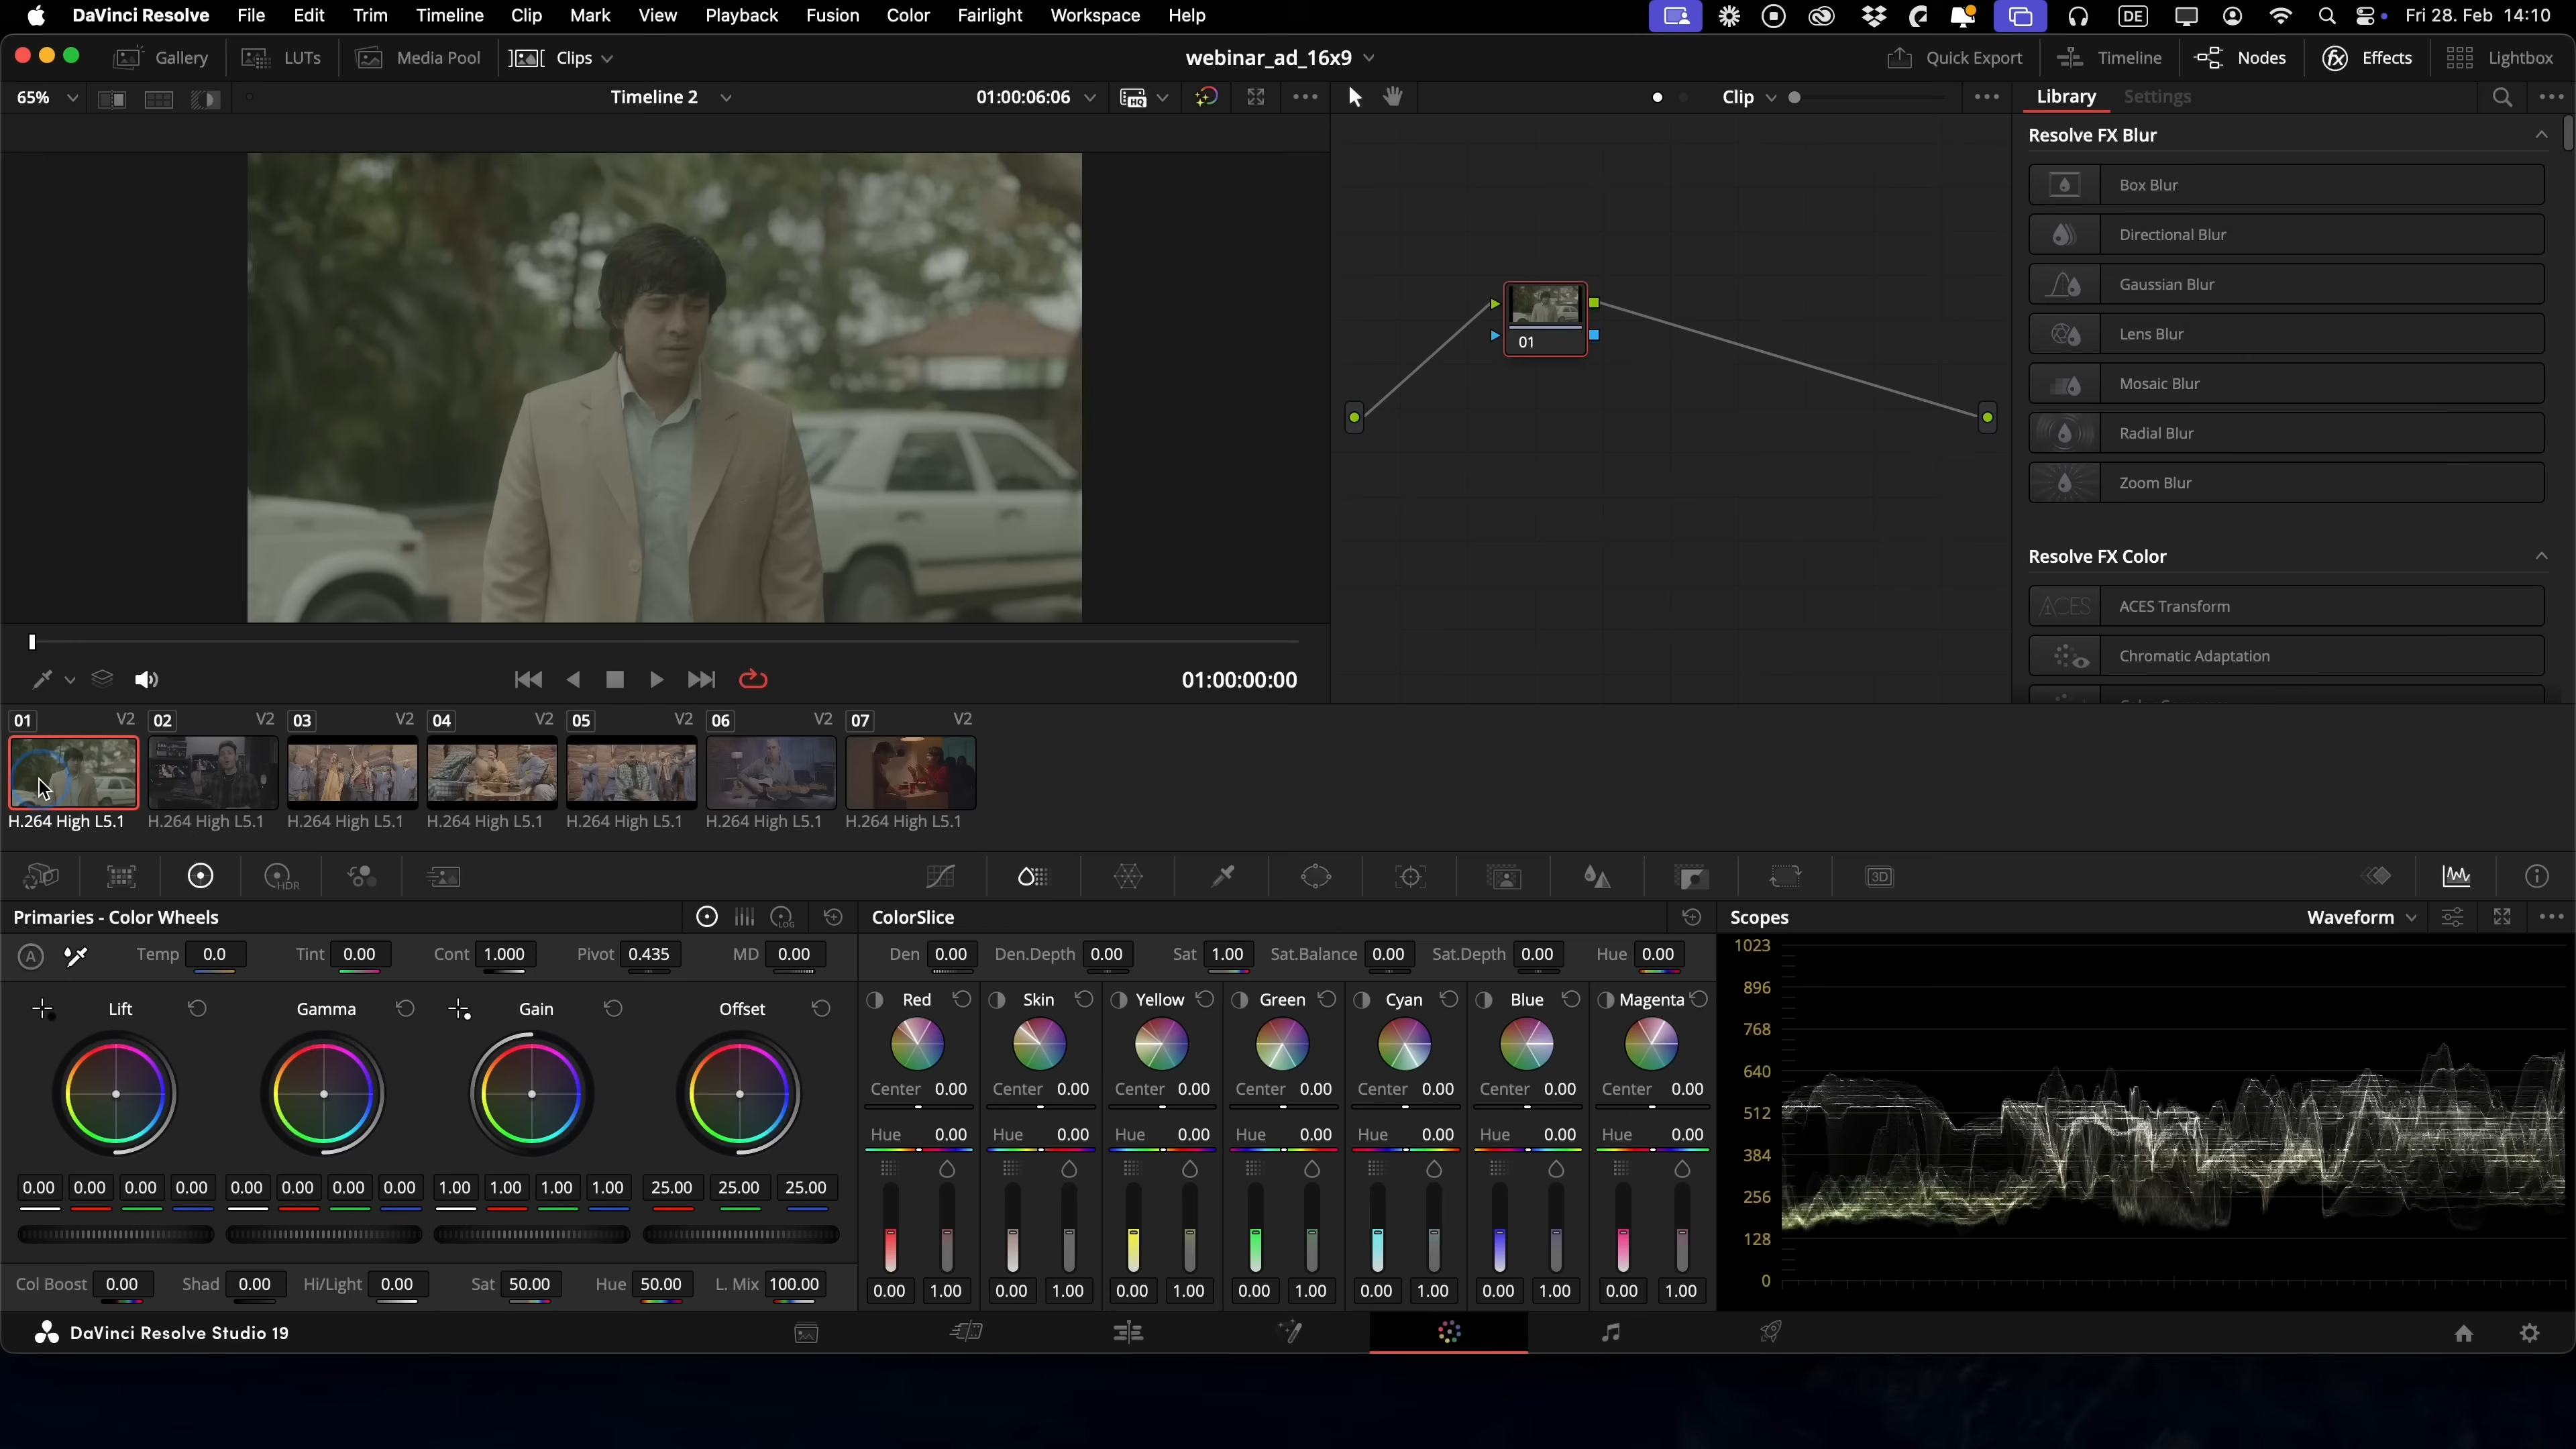 DaVinci Resolve File Edit Trim Timeline Clip Mark View Playback Fusion Color Fairlight Workspace Help DE Fri 28. Feb 14:10
Gallery LUTs Media Pool Clips webinar_ad_16x9 Quick Export Timeline Nodes fx Effects Lightbox
65% Timeline 2 01:00:06:06 HQ Clip Library Settings
Resolve FX Blur
Box Blur
Directional Blur
Gaussian Blur
Lens Blur
Mosaic Blur
Radial Blur
Zoom Blur
Resolve FX Color
ACES ACES Transform
Chromatic Adaptation
01
01:00:00:00
01 V2 02 V2 03 V2 04 V2 05 V2 06 V2 07 V2
H.264 High L5.1 H.264 High L5.1 H.264 High L5.1 H.264 High L5.1 H.264 High L5.1 H.264 High L5.1 H.264 High L5.1
HDR 3D
Primaries - Color Wheels LOG ColorSlice Scopes Waveform
A Temp 0.0 Tint 0.00 Cont 1.000 Pivot 0.435 MD 0.00
Den 0.00 Den.Depth 0.00 Sat 1.00 Sat.Balance 0.00 Sat.Depth 0.00 Hue 0.00
Lift Gamma Gain Offset
Red Skin Yellow Green Cyan Blue Magenta
Center 0.00 Center 0.00 Center 0.00 Center 0.00 Center 0.00 Center 0.00 Center 0.00
Hue 0.00 Hue 0.00 Hue 0.00 Hue 0.00 Hue 0.00 Hue 0.00 Hue 0.00
0.00 0.00 0.00 0.00 0.00 0.00 0.00 0.00 1.00 1.00 1.00 1.00 25.00 25.00 25.00
Col Boost 0.00 Shad 0.00 Hi/Light 0.00 Sat 50.00 Hue 50.00 L. Mix 100.00
0.00 1.00 0.00 1.00 0.00 1.00 0.00 1.00 0.00 1.00 0.00 1.00 0.00 1.00
1023
896
768
640
512
384
256
128
0
DaVinci Resolve Studio 19